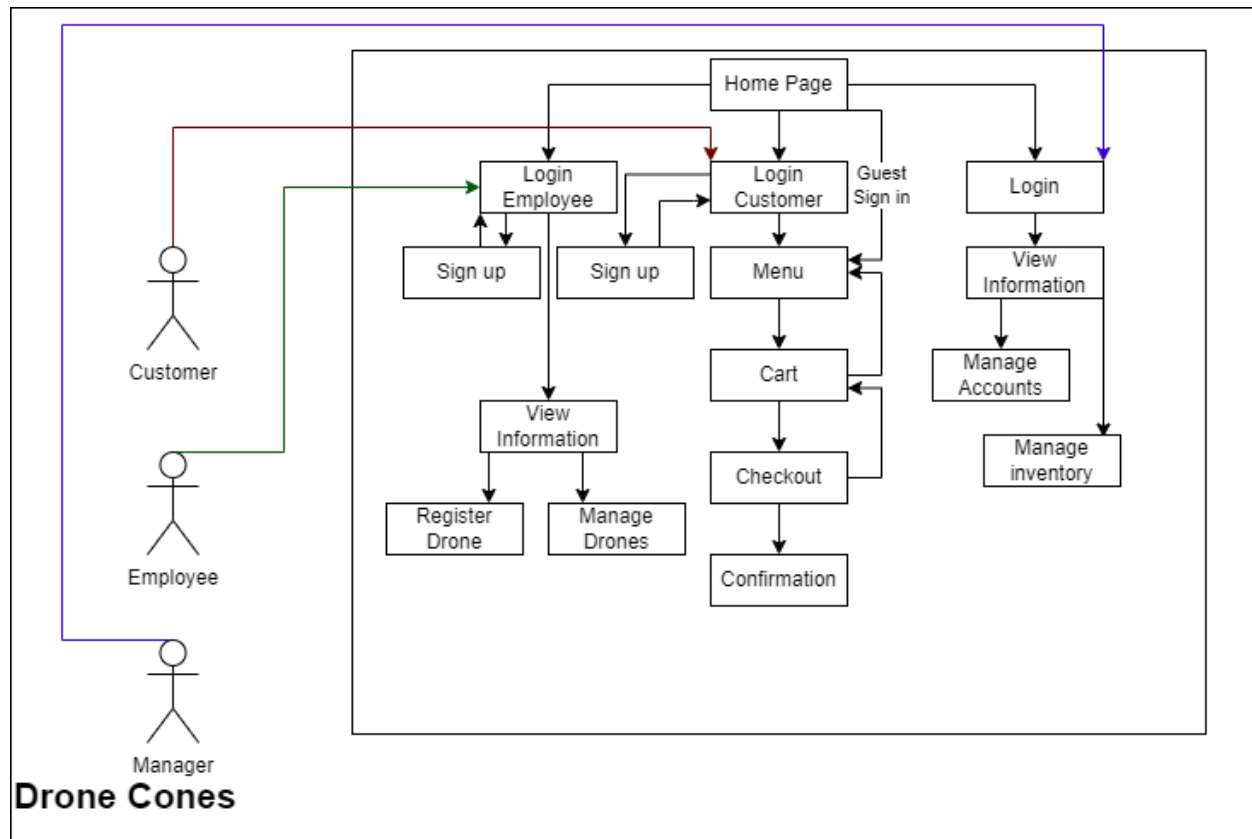 Home Page
Login
Employee
Login
Customer
Guest
Sign in
Login
Sign up
Sign up
Menu
View
Information
Customer
Cart
Manage
Accounts
View
Information
Manage
inventory
Checkout
Register
Drone
Manage
Drones
Employee
Confirmation
Manager
Drone Cones